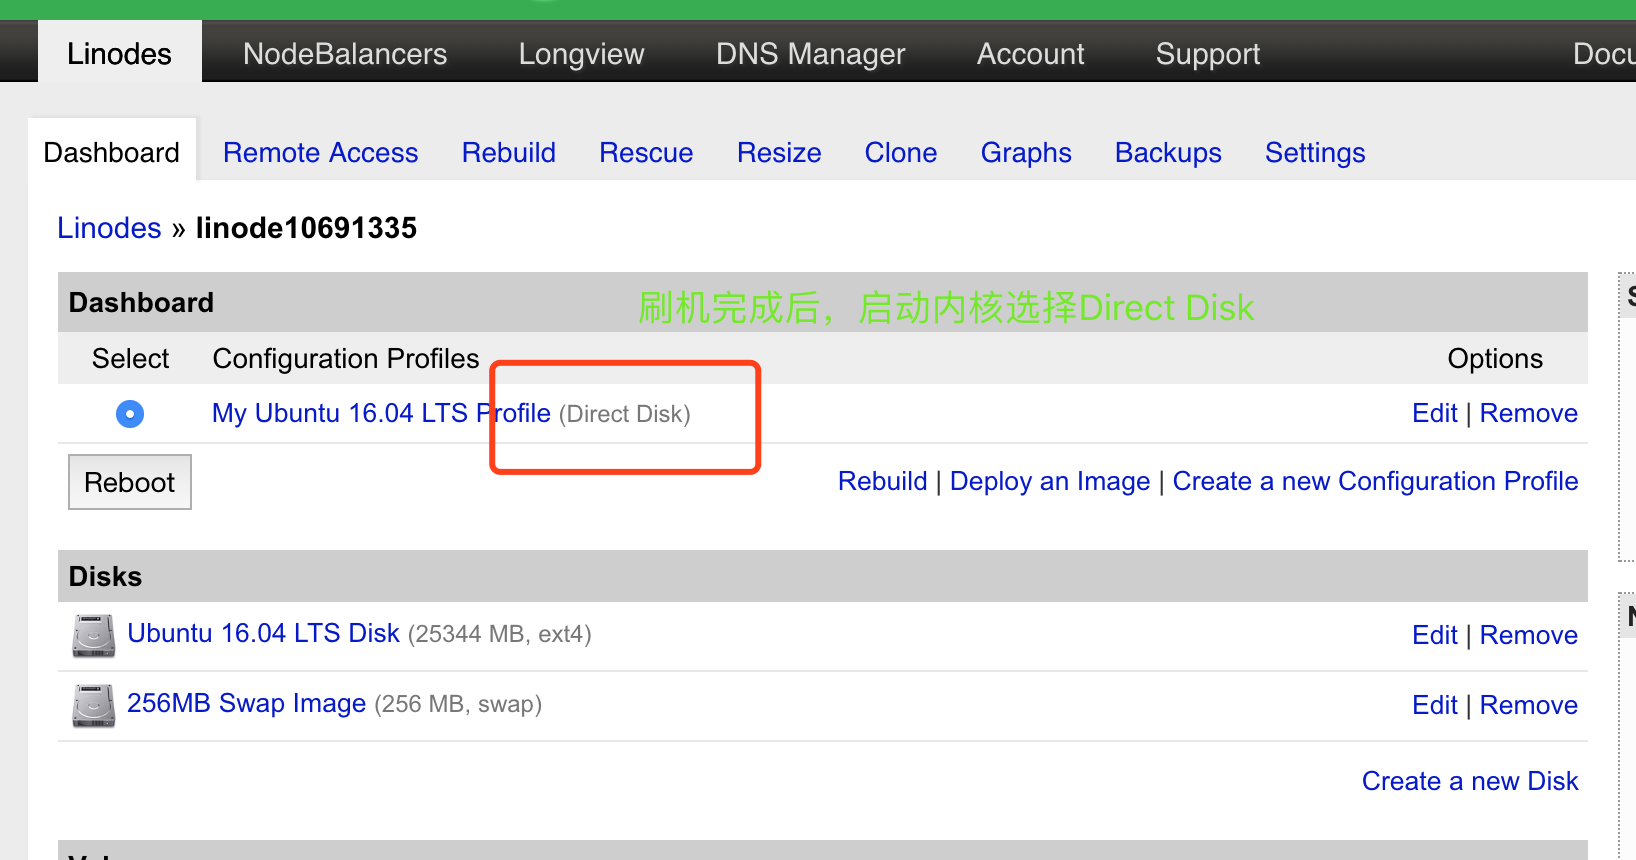 Linodes NodeBalancers Longview DNS Manager Account Support
Dashboard Remote Access Rebuild Rescue Resize Clone Graphs Backups Settings
Linodes » linode10691335
Dashboard
刷机完成后，启动内核选择Direct Disk
Select Configuration Profiles Options
My Ubuntu 16.04 LTS Profile (Direct Disk) Edit | Remove
Reboot Rebuild | Deploy an Image | Create a new Configuration Profile
Disks
Ubuntu 16.04 LTS Disk (25344 MB, ext4) Edit | Remove
256MB Swap Image (256 MB, swap) Edit | Remove
Create a new Disk